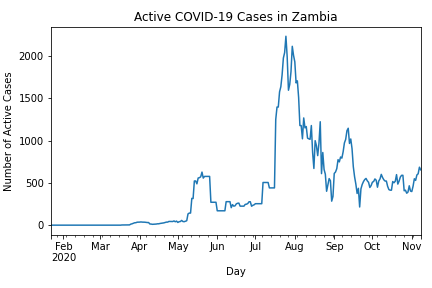 Active COVID-19 Cases in Zambia
Number of Active Cases
2000
1500
1000
500
0
Feb Mar Apr May Jun Jul Aug Sep Oct Nov
2020
Day